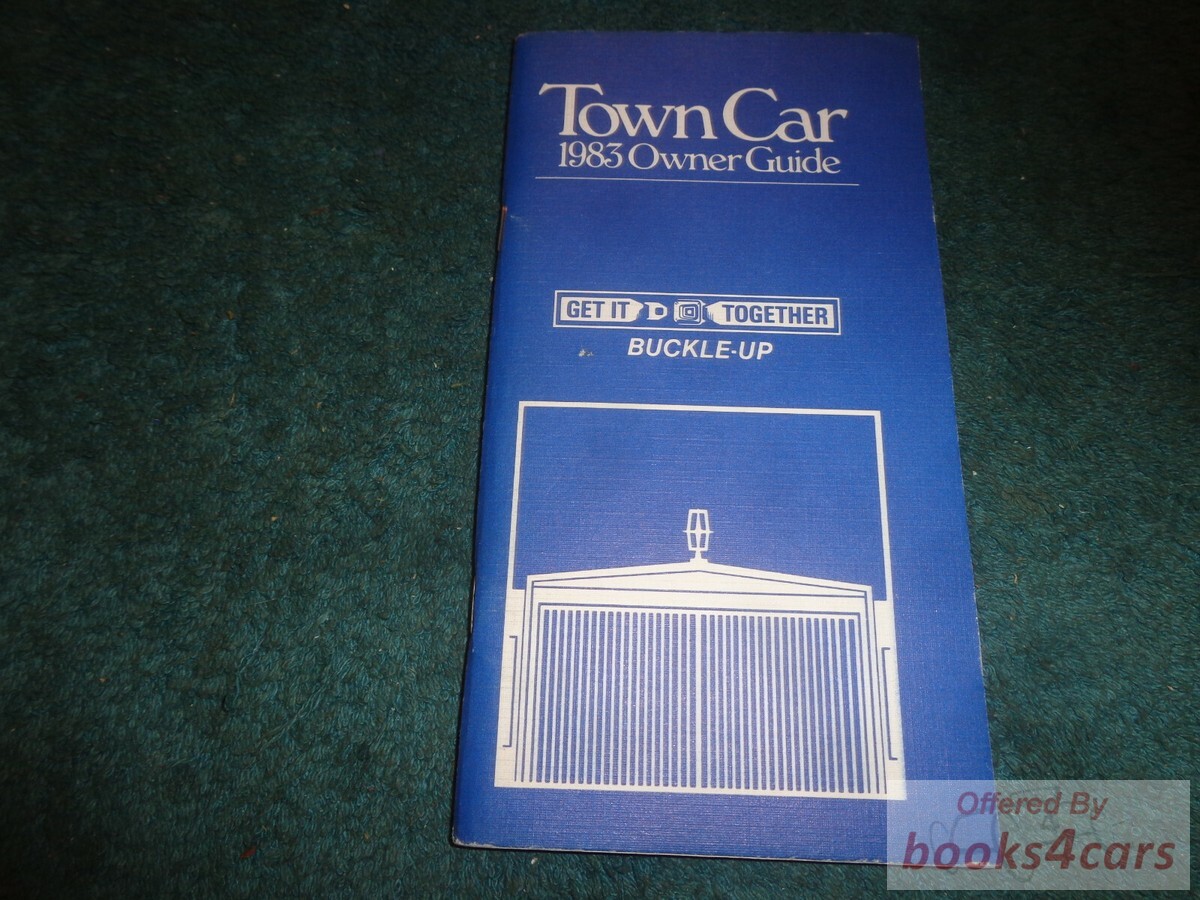 Town Car
1983 Owner Guide
GET IT TOGETHER
BUCKLE-UP
Offered By
books4cars